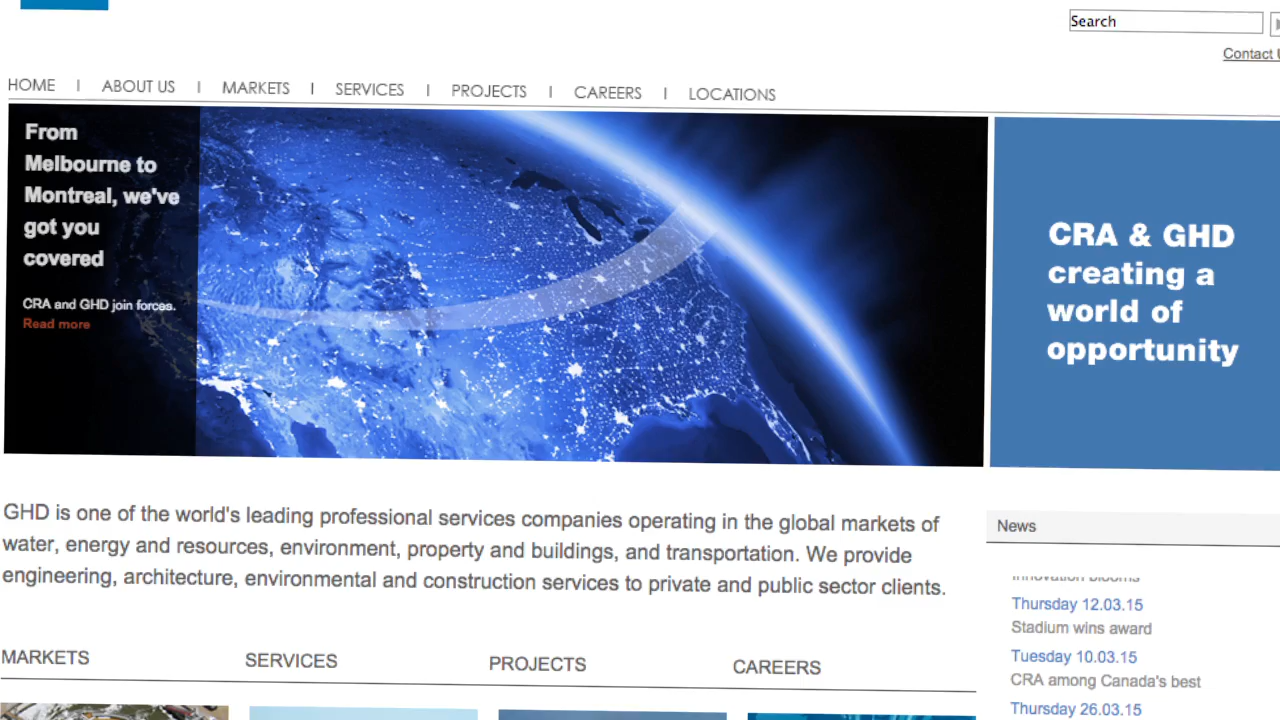 Search
Contact
HOME | ABOUT US | MARKETS | SERVICES | PROJECTS | CAREERS | LOCATIONS
From
Melbourne to
Montreal, we've
got you
covered
CRA and GHD join forces.
Read more
CRA & GHD
creating a
world of
opportunity
GHD is one of the world's leading professional services companies operating in the global markets of
water, energy and resources, environment, property and buildings, and transportation. We provide
engineering, architecture, environmental and construction services to private and public sector clients.
News
Innovation blooms
Thursday 12.03.15
Stadium wins award
Tuesday 10.03.15
CRA among Canada's best
Thursday 26.03.15
MARKETS
SERVICES
PROJECTS
CAREERS